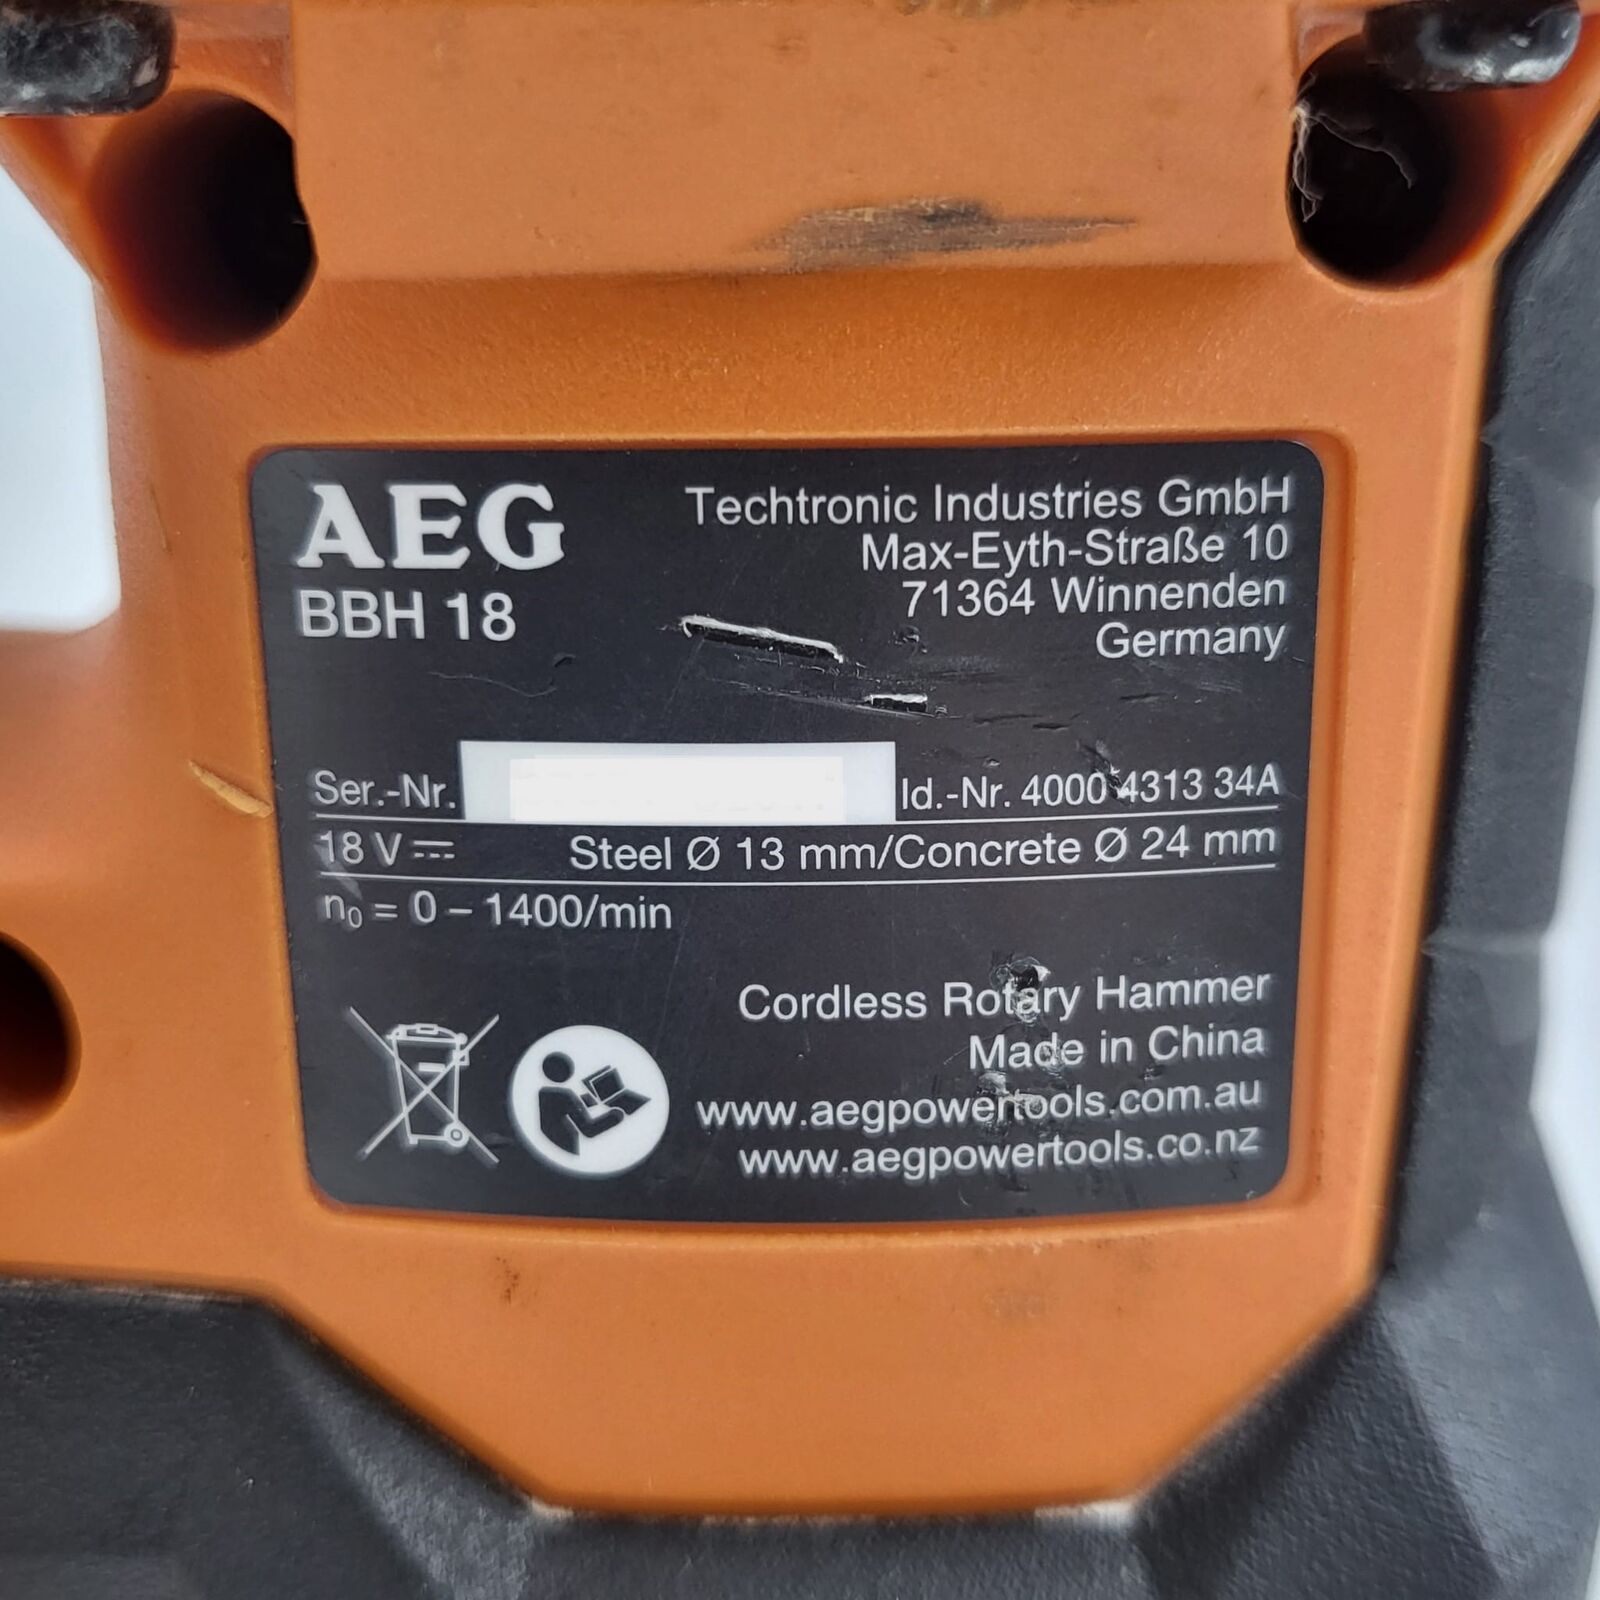 AEG
BBH 18
Techtronic Industries GmbH
Max-Eyth-Straße 10
71364 Winnenden
Germany
Ser.-Nr.
Id.-Nr. 4000 4313 34A
18 V ⎓ Steel Ø 13 mm/Concrete Ø 24 mm
n₀ = 0 – 1400/min
Cordless Rotary Hammer
Made in China
www.aegpowertools.com.au
www.aegpowertools.co.nz